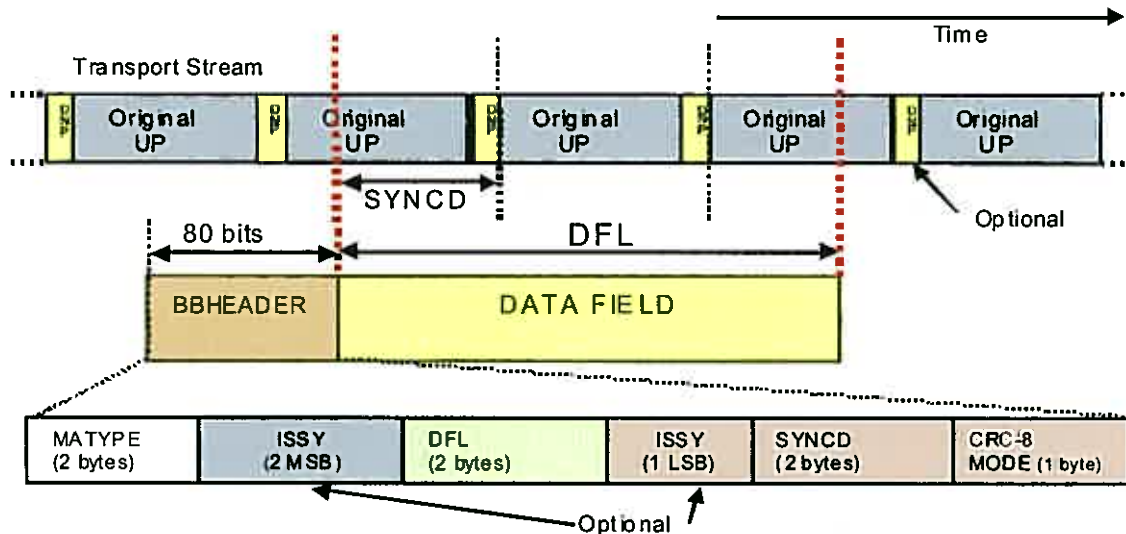 Time
Transport Stream
Original
UP
Original
UP
Original
UP
Original
UP
Original
UP
SYNCD
Optional
80 bits
DFL
BBHEADER
DATA FIELD
MATYPE
(2 bytes)
ISSY
(2 MSB)
DFL
(2 bytes)
ISSY
(1 LSB)
SYNCD
(2 bytes)
CRC-8
MODE (1 byte)
Optional